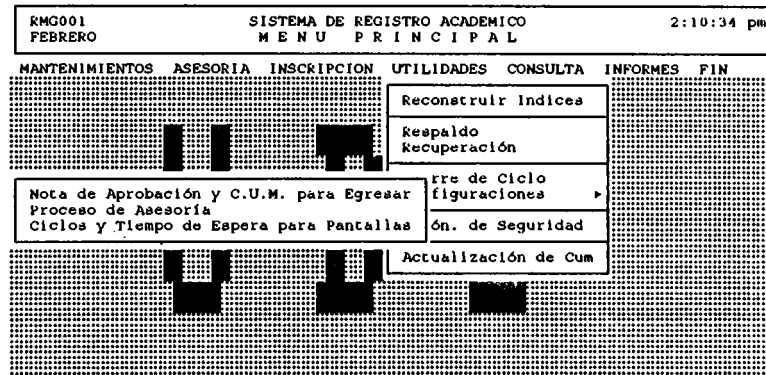 RMG001 SISTEMA DE REGISTRO ACADEMICO 2:10:34 pm
FEBRERO M E N U P R I N C I P A L
MANTENIMIENTOS ASESORIA INSCRIPCION UTILIDADES CONSULTA INFORMES FIN
Reconstruir Indices
Respaldo
Recuperación
rre de Ciclo
figuraciones
ón. de Seguridad
Actualización de Cum
Nota de Aprobación y C.U.M. para Egresar
Proceso de Asesoría
Ciclos y Tiempo de Espera para Pantallas